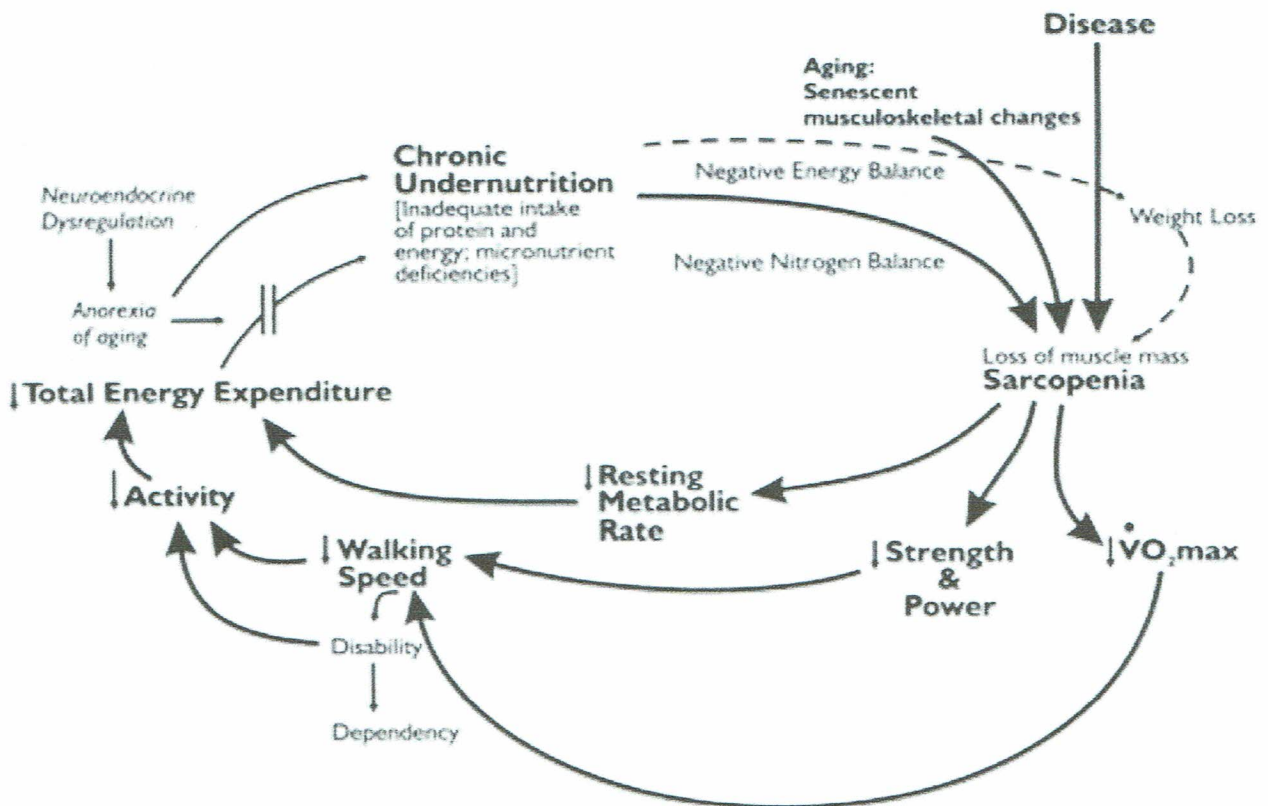 Disease
Aging:
Senescent
musculoskeletal changes
Chronic
Undernutrition
[Inadequate intake
of protein and
energy; micronutrient
deficiencies]
Negative Energy Balance
Neuroendocrine
Dysregulation
Weight Loss
Negative Nitrogen Balance
Anorexia
of aging
Loss of muscle mass
Sarcopenia
↓Total Energy Expenditure
↓Resting
Metabolic
Rate
↓Activity
↓Walking
Speed
↓Strength
&
Power
↓V̇O₂max
Disability
Dependency